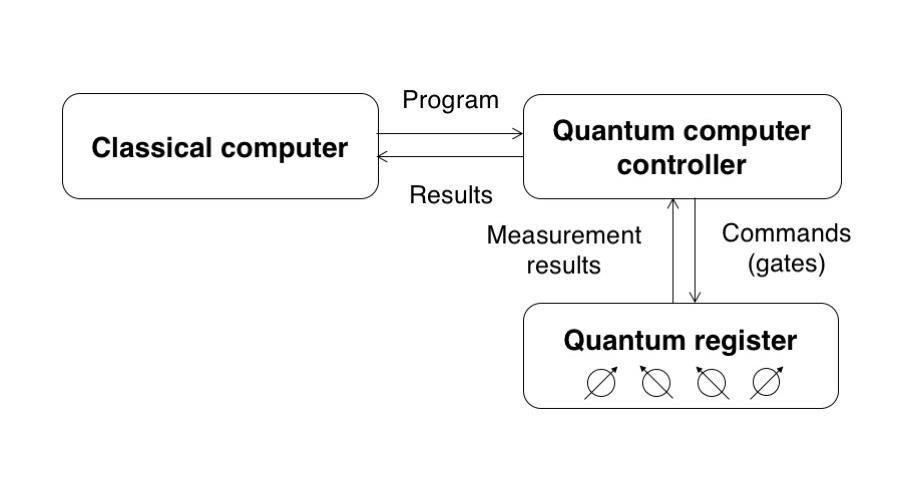 Program
Classical computer
Results
Quantum computer
controller
Measurement
results
Commands
(gates)
Quantum register